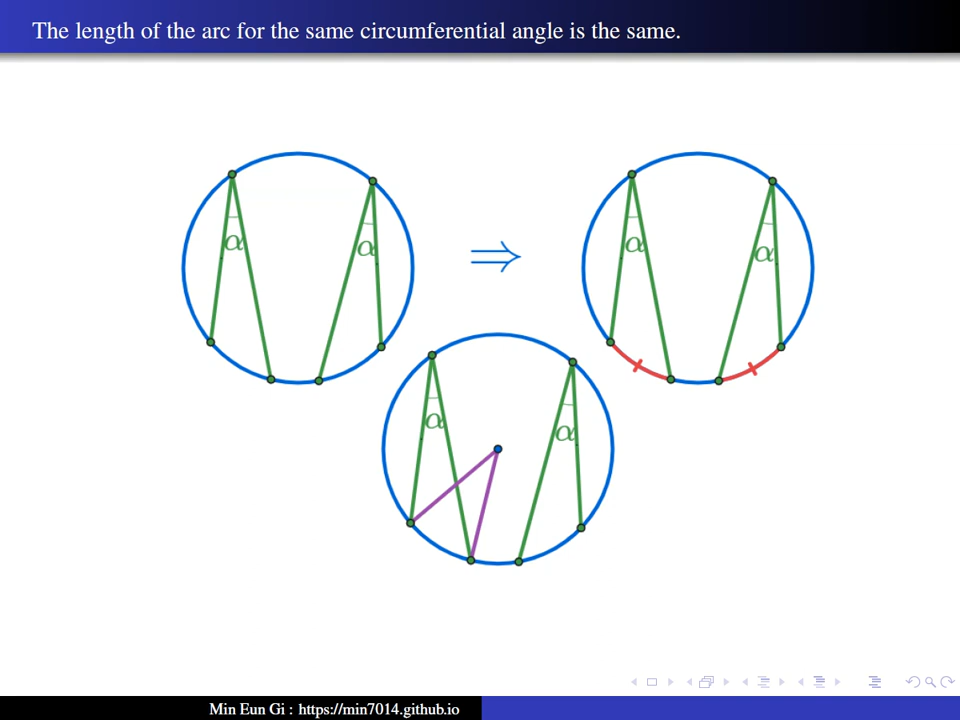 The length of the arc for the same circumferential angle is the same.
α α ⇒ α α
α α
Min Eun Gi : https://min7014.github.io